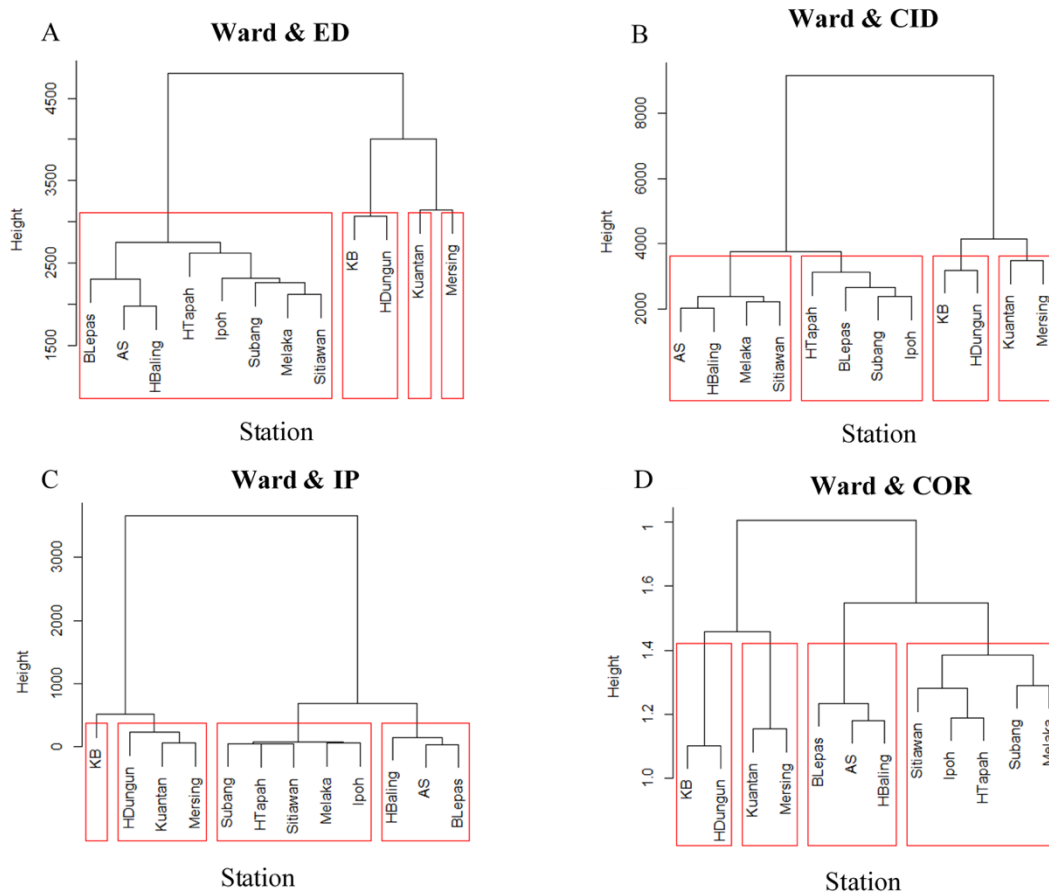 A
Ward & ED
Height
4500
3500
2500
1500
BLepas
AS
HBaling
HTapah
Ipoh
Subang
Melaka
Sitiawan
KB
HDungun
Kuantan
Mersing
Station
B
Ward & CID
Height
8000
6000
4000
2000
AS
HBaling
Melaka
Sitiawan
HTapah
BLepas
Subang
Ipoh
KB
HDungun
Kuantan
Mersing
Station
C
Ward & IP
Height
3000
2000
1000
0
KB
HDungun
Kuantan
Mersing
Subang
HTapah
Sitiawan
Melaka
Ipoh
HBaling
AS
BLepas
Station
D
Ward & COR
Height
1
1.6
1.4
1.2
1.0
KB
HDungun
Kuantan
Mersing
BLepas
AS
HBaling
Sitiawan
Ipoh
HTapah
Subang
Melaka
Station